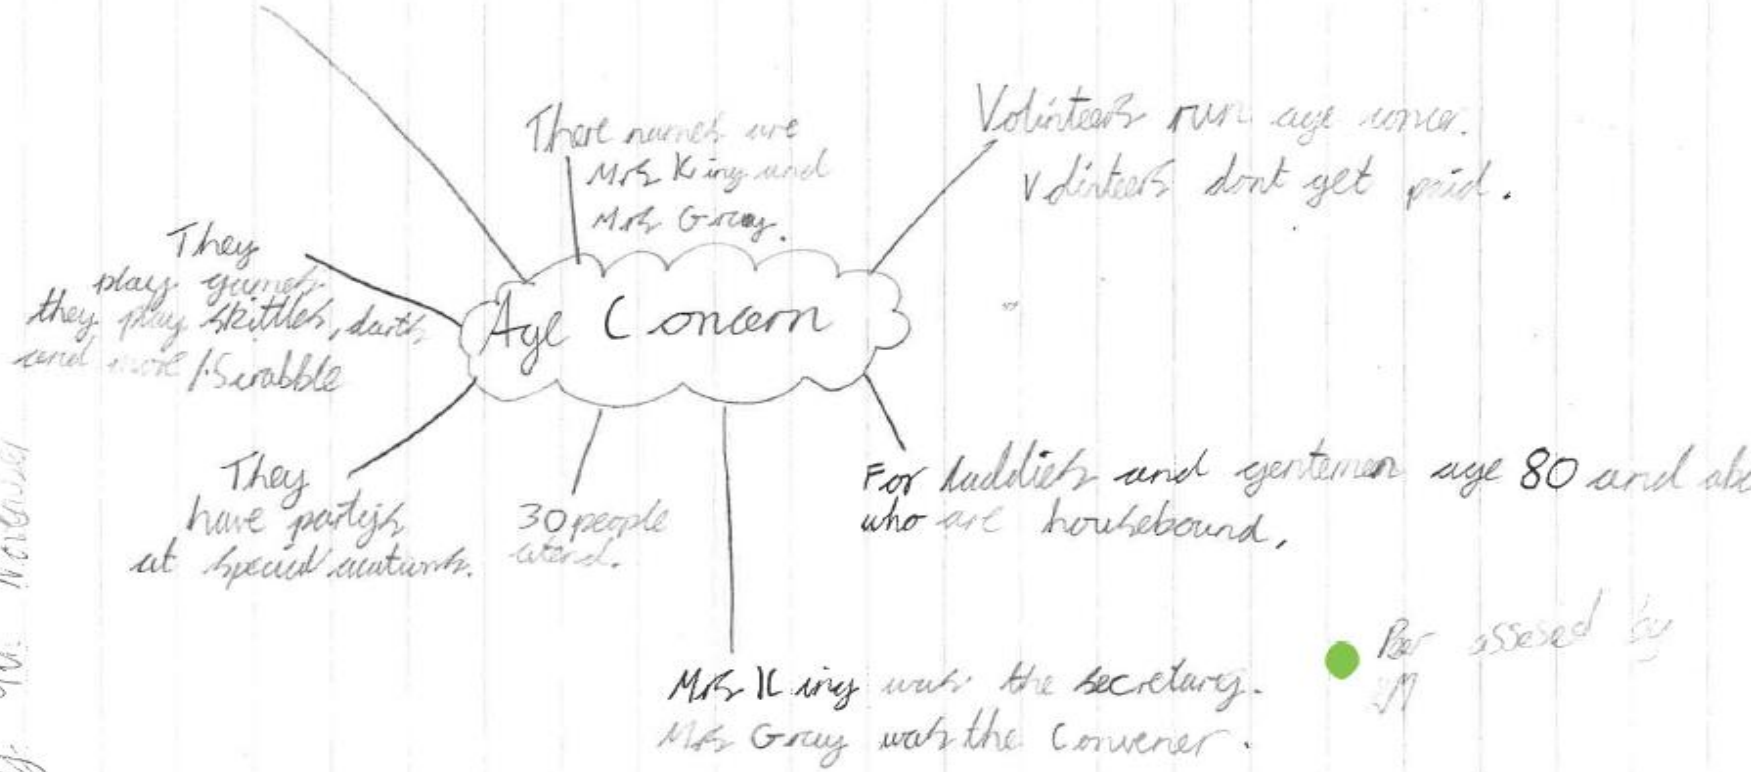 There names are
Mrs King and
Mrs Gray.
Volinteers run age concer.
Volinteers dont get paid.
They
play games
they play skittles, darts
and more /.Scrabble
Age Concern
They
have partys
at special
30 people
atend.
For laddies and gentemen age 80 and abo
who are housebound.
Mrs King was the secretary.
Mrs Gray was the Convener.
Peer assesed by
M
9th November